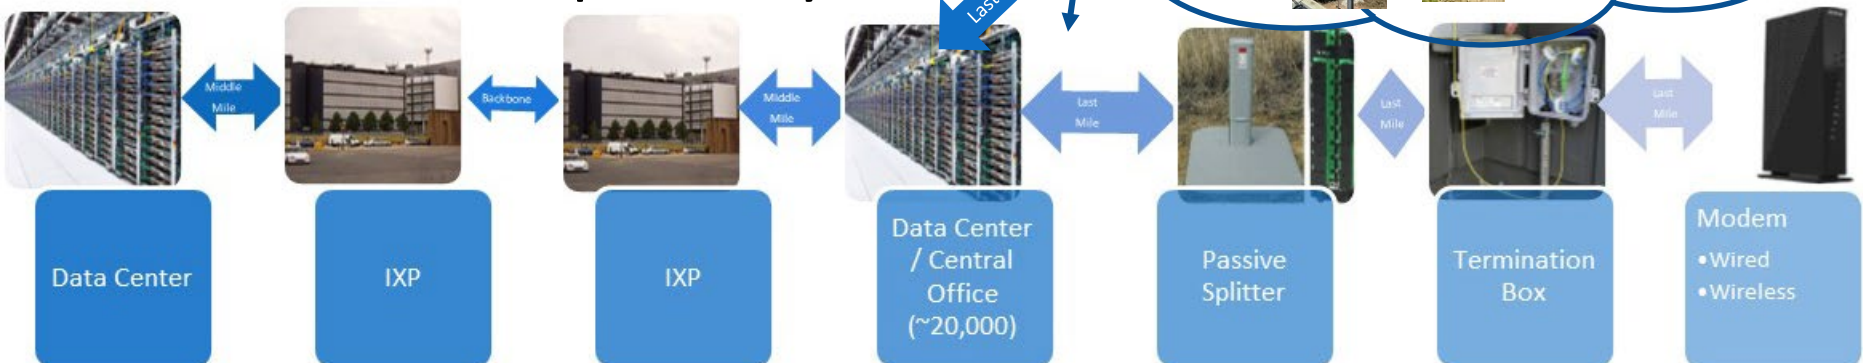 Last
Middle
Mile
Backbone
Middle
Mile
Last
Mile
Last
Mile
Last
Mile
Data Center
IXP
IXP
Data Center
/ Central
Office
(~20,000)
Passive
Splitter
Termination
Box
Modem
•Wired
•Wireless